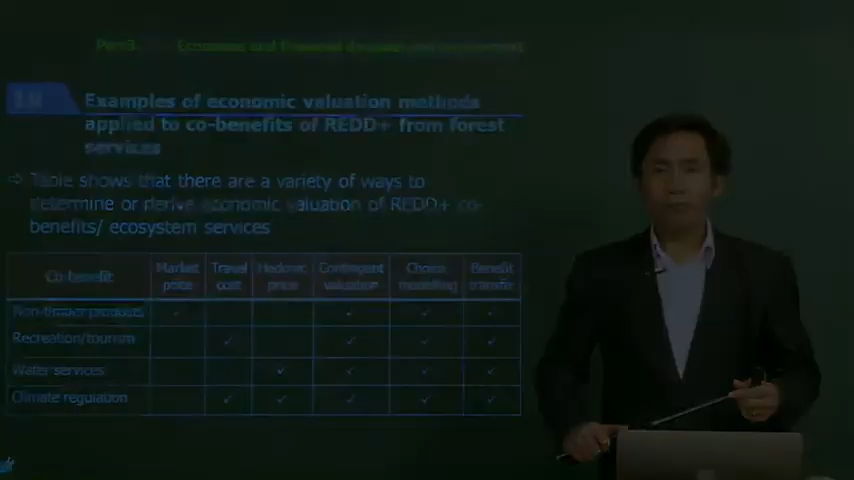 Economic and Financial
Examples of economic valuation methods
applied to co-benefits of REDD+ from forest
services
⇨ Table shows that there are a variety of ways to
determine or derive economic valuation of REDD+ co-
benefits/ ecosystem services
Co-benefit Market price Travel cost Hedonic price Contingent valuation Choice modelling Benefit transfer
Non-timber products ✓ ✓ ✓ ✓
Recreation/tourism ✓ ✓ ✓ ✓
Water services ✓ ✓ ✓ ✓
Climate regulation ✓ ✓ ✓ ✓ ✓